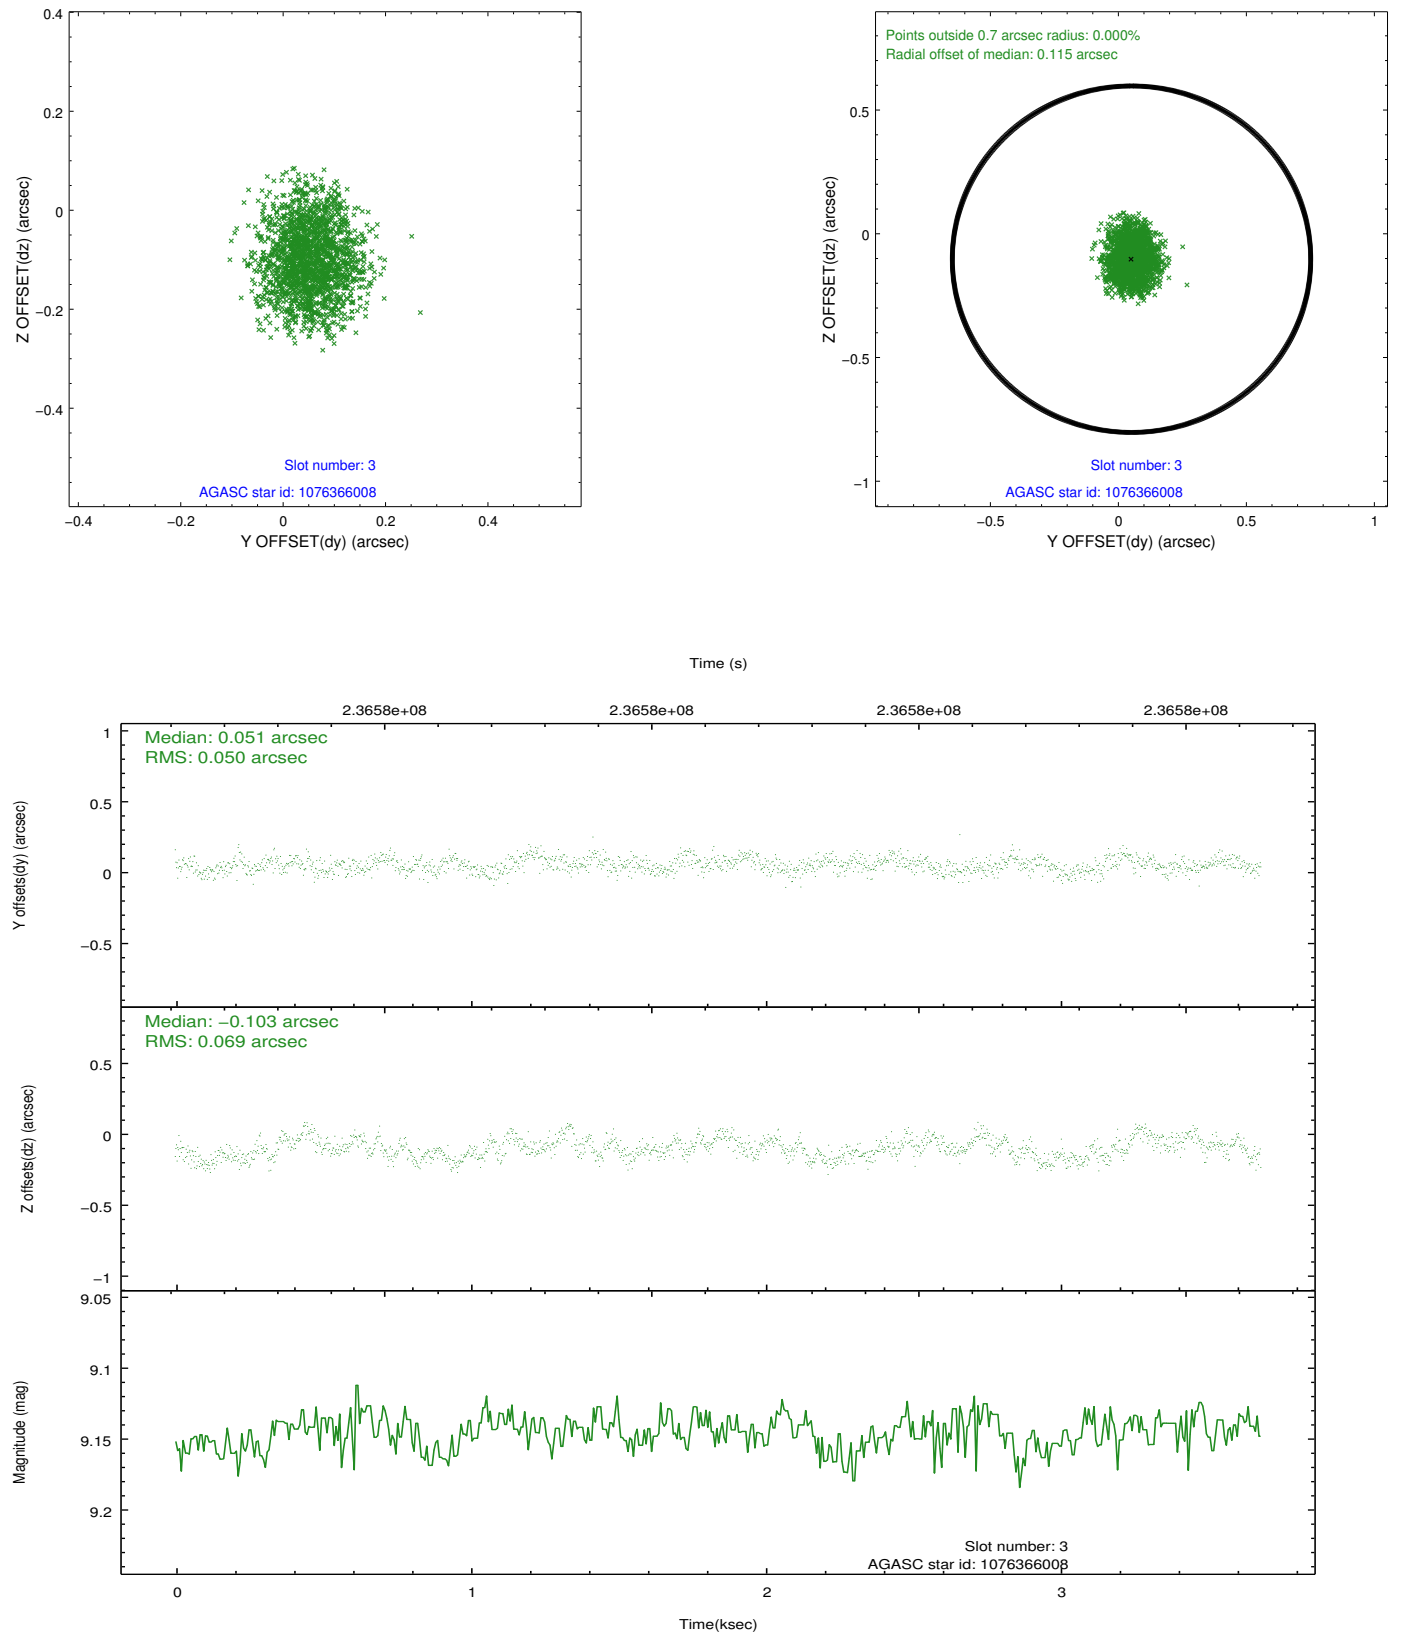 0.4
0.2
0
−0.2
−0.4
Z OFFSET(dz) (arcsec)
Slot number: 3
AGASC star id: 1076366008
−0.4 −0.2 0 0.2 0.4
Y OFFSET(dy) (arcsec)
Points outside 0.7 arcsec radius: 0.000%
Radial offset of median: 0.115 arcsec
0.5
0
−0.5
−1
Z OFFSET(dz) (arcsec)
Slot number: 3
AGASC star id: 1076366008
−0.5 0 0.5 1
Y OFFSET(dy) (arcsec)
Time (s)
2.3658e+08 2.3658e+08 2.3658e+08 2.3658e+08
Median: 0.051 arcsec
RMS: 0.050 arcsec
1
0.5
0
−0.5
Y offsets(dy) (arcsec)
Median: −0.103 arcsec
RMS: 0.069 arcsec
0.5
0
−0.5
−1
Z offsets(dz) (arcsec)
9.05
9.1
9.15
9.2
Magnitude (mag)
Slot number: 3
AGASC star id: 1076366008
0 1 2 3
Time(ksec)